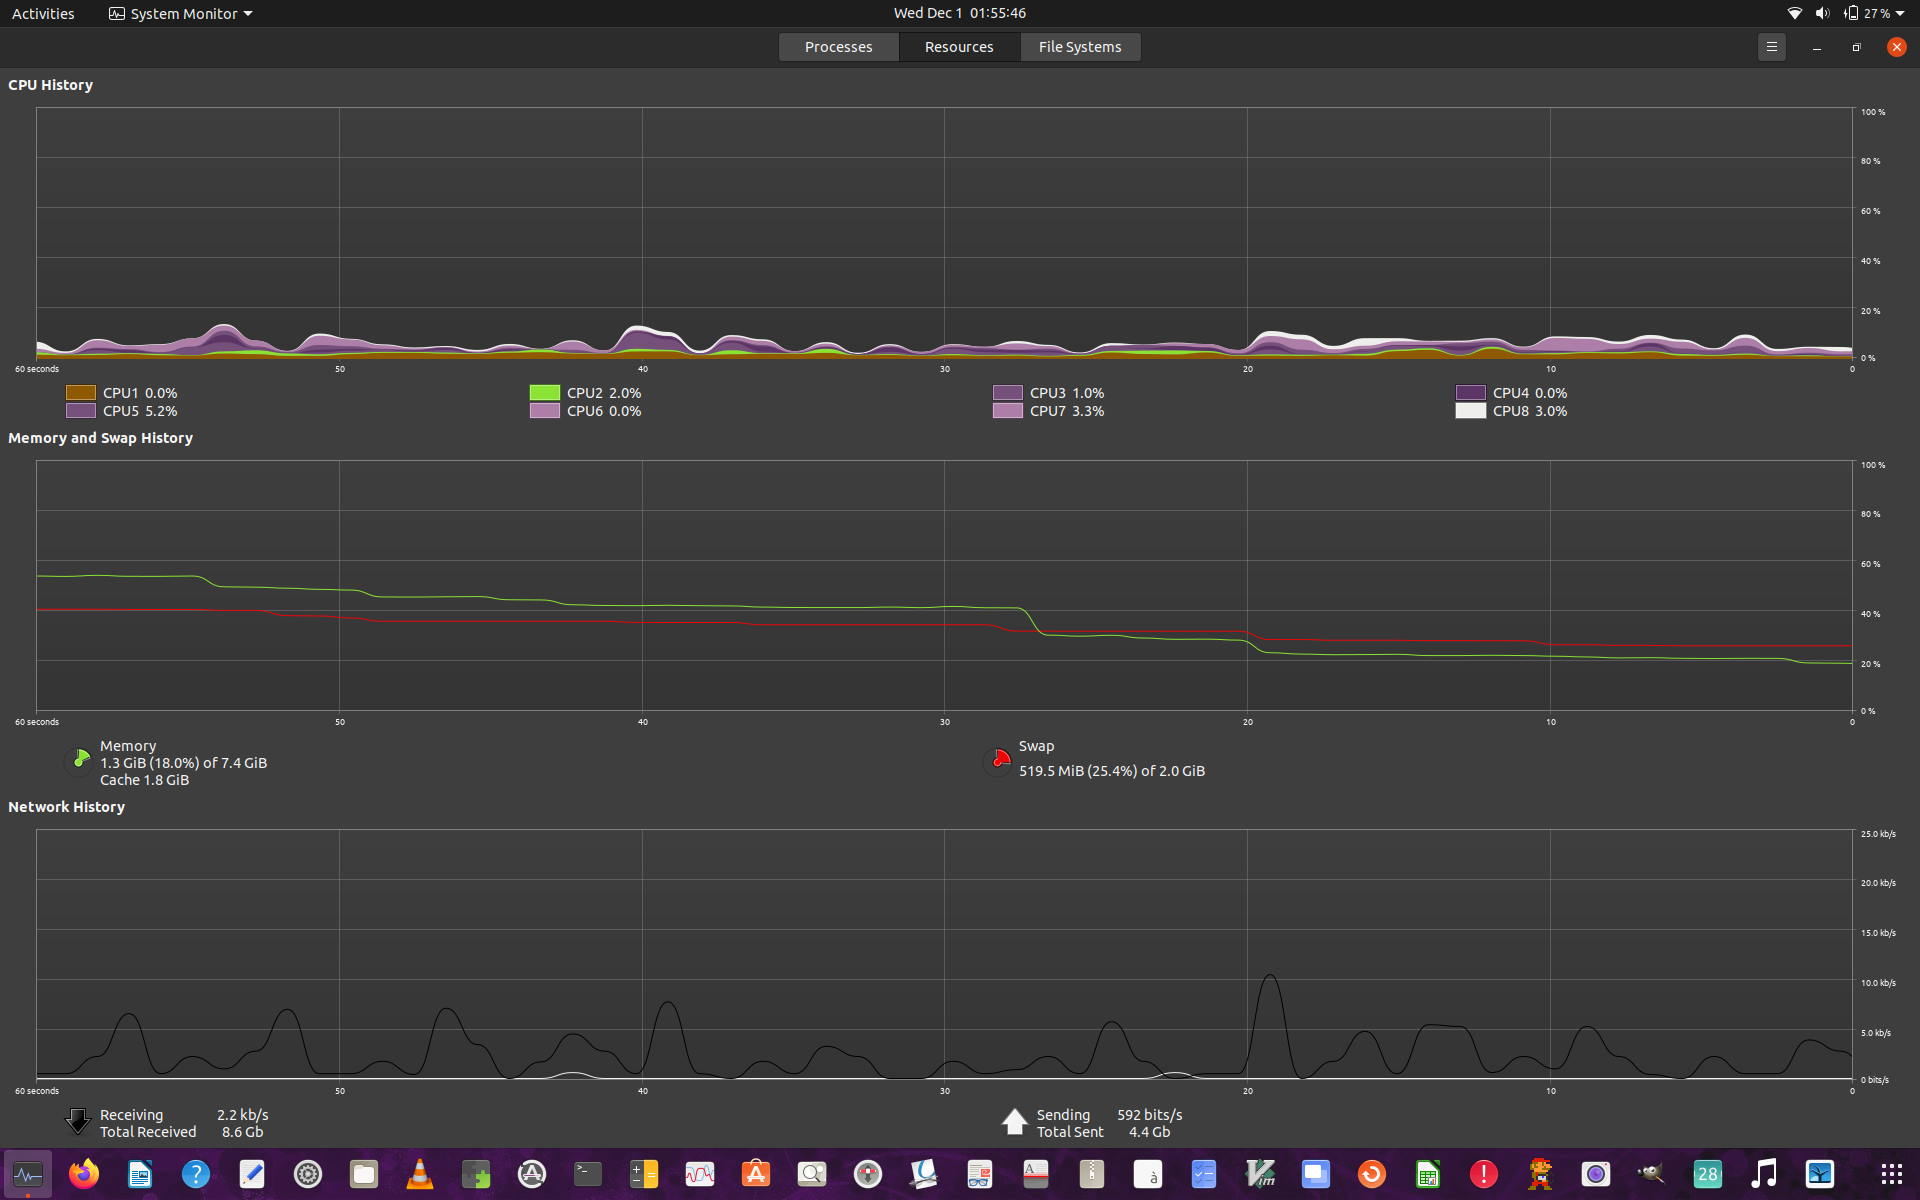 Activities System Monitor Wed Dec 1 01:55:46 27 %
Processes Resources File Systems
CPU History
100 %
80 %
60 %
40 %
20 %
0 %
60 seconds 50 40 30 20 10 0
CPU1 0.0% CPU2 2.0% CPU3 1.0% CPU4 0.0%
CPU5 5.2% CPU6 0.0% CPU7 3.3% CPU8 3.0%
Memory and Swap History
100 %
80 %
60 %
40 %
20 %
0 %
60 seconds 50 40 30 20 10 0
Memory Swap
1.3 GiB (18.0%) of 7.4 GiB 519.5 MiB (25.4%) of 2.0 GiB
Cache 1.8 GiB
Network History
25.0 kb/s
20.0 kb/s
15.0 kb/s
10.0 kb/s
5.0 kb/s
0 bits/s
60 seconds 50 40 30 20 10 0
Receiving 2.2 kb/s Sending 592 bits/s
Total Received 8.6 Gb Total Sent 4.4 Gb
? >_ A à Vim ! 28